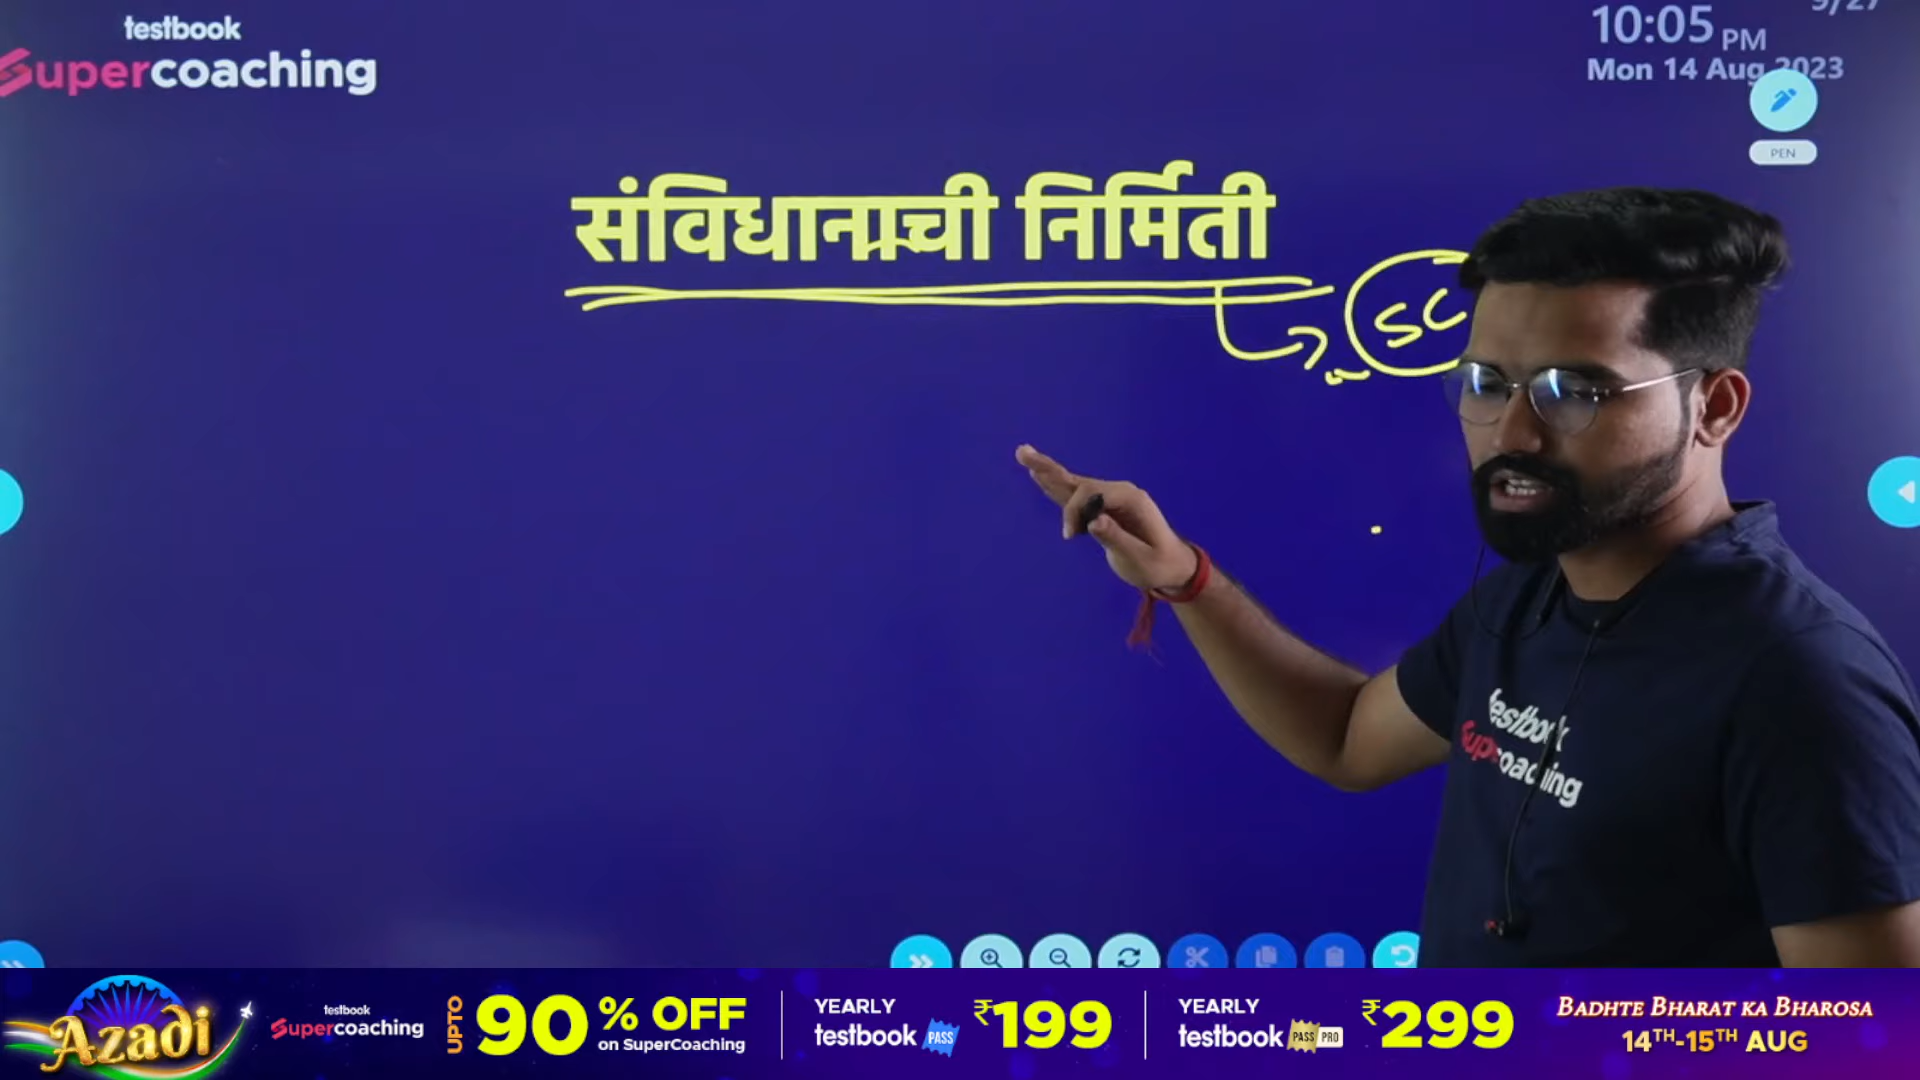 testbook
Supercoaching
10:05 PM
Mon 14 Aug 2023
PEN
संविधानाची निर्मिती
SC
testbook
Supercoaching
Azadi
testbook
Supercoaching
UPTO 90% OFF
on SuperCoaching
YEARLY
testbook PASS
₹199
YEARLY
testbook PASS PRO
₹299
BADHTE BHARAT KA BHAROSA
14TH-15TH AUG